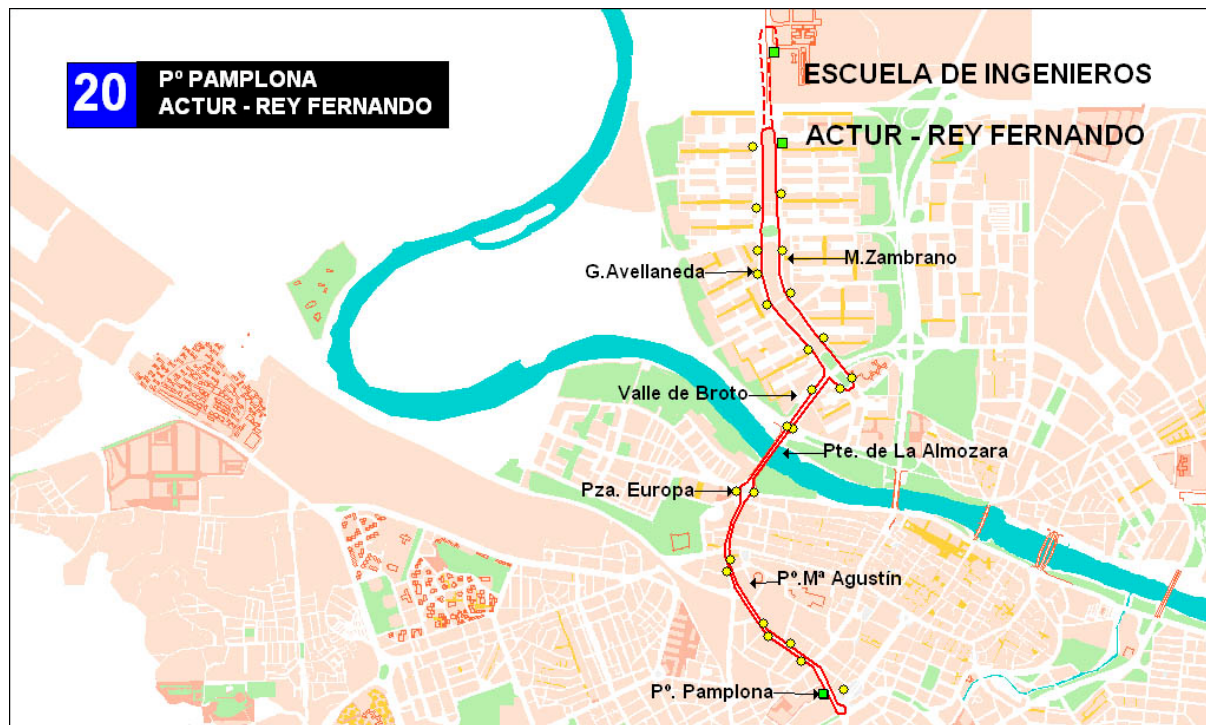 20
Pº PAMPLONA
ACTUR - REY FERNANDO
ESCUELA DE INGENIEROS
ACTUR - REY FERNANDO
M.Zambrano
G.Avellaneda
Valle de Broto
Pte. de La Almozara
Pza. Europa
Pº.Mª Agustín
Pº. Pamplona